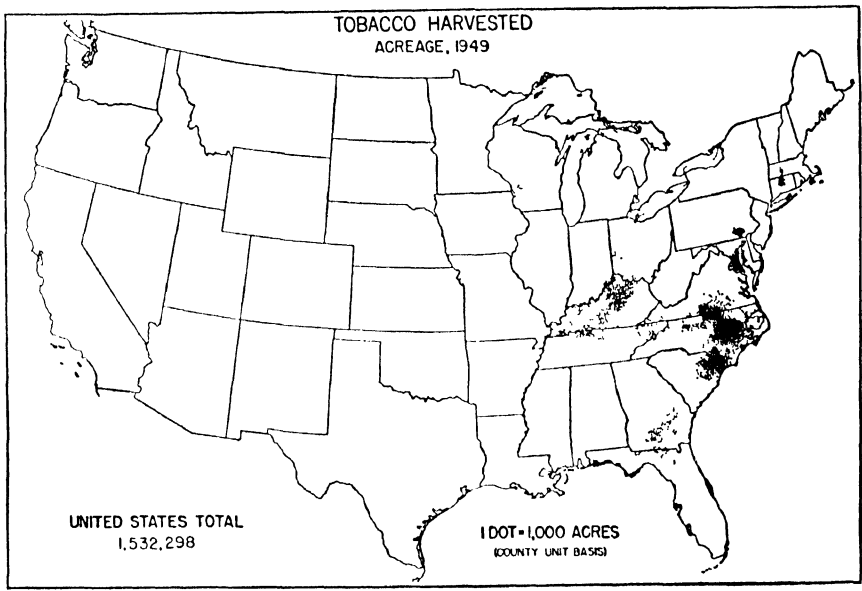 TOBACCO HARVESTED
ACREAGE, 1949
UNITED STATES TOTAL
1,532,298
1 DOT=1,000 ACRES
(COUNTY UNIT BASIS)